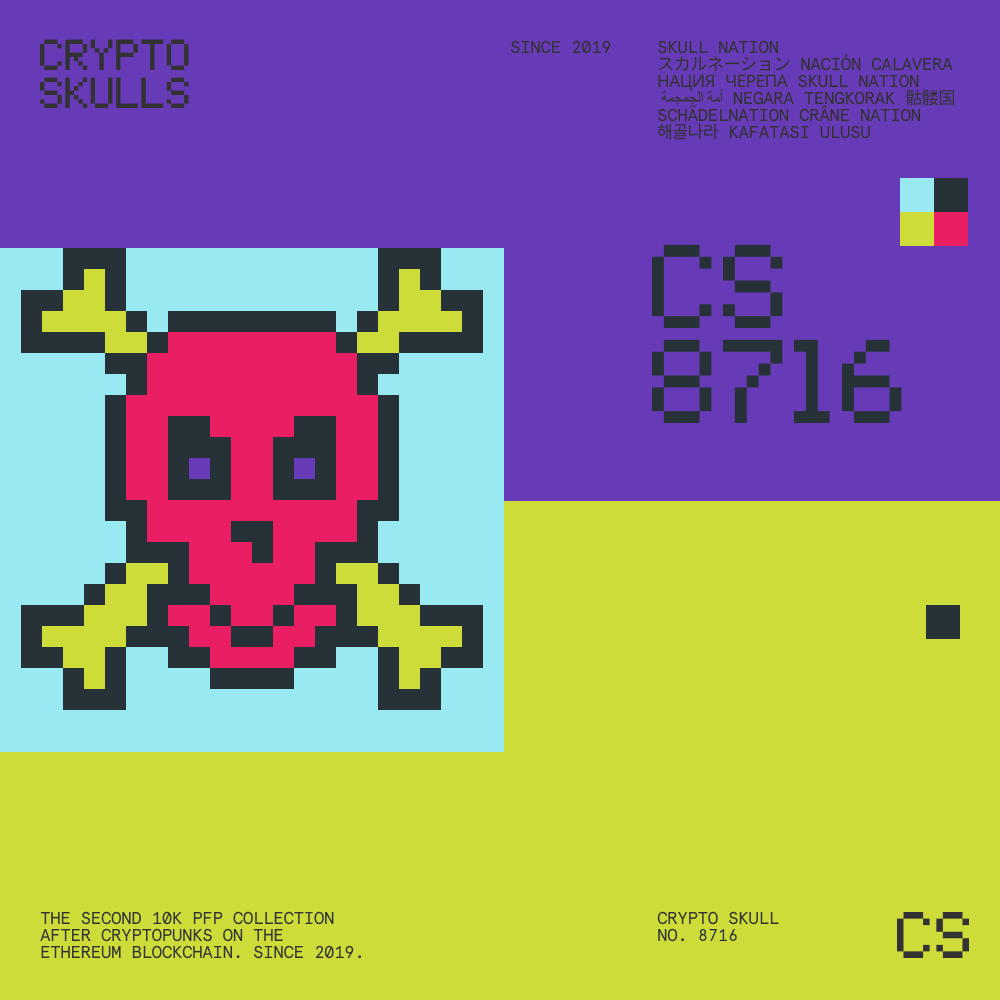 CRYPTO
SKULLS
SINCE 2019
SKULL NATION
スカルネーション NACIÓN CALAVERA
НАЦИЯ ЧЕРЕПА SKULL NATION
أمة الجمجمة NEGARA TENGKORAK 骷髅国
SCHÄDELNATION CRÂNE NATION
해골나라 KAFATASI ULUSU
CS
8716
THE SECOND 10K PFP COLLECTION
AFTER CRYPTOPUNKS ON THE
ETHEREUM BLOCKCHAIN. SINCE 2019.
CRYPTO SKULL
NO. 8716
CS